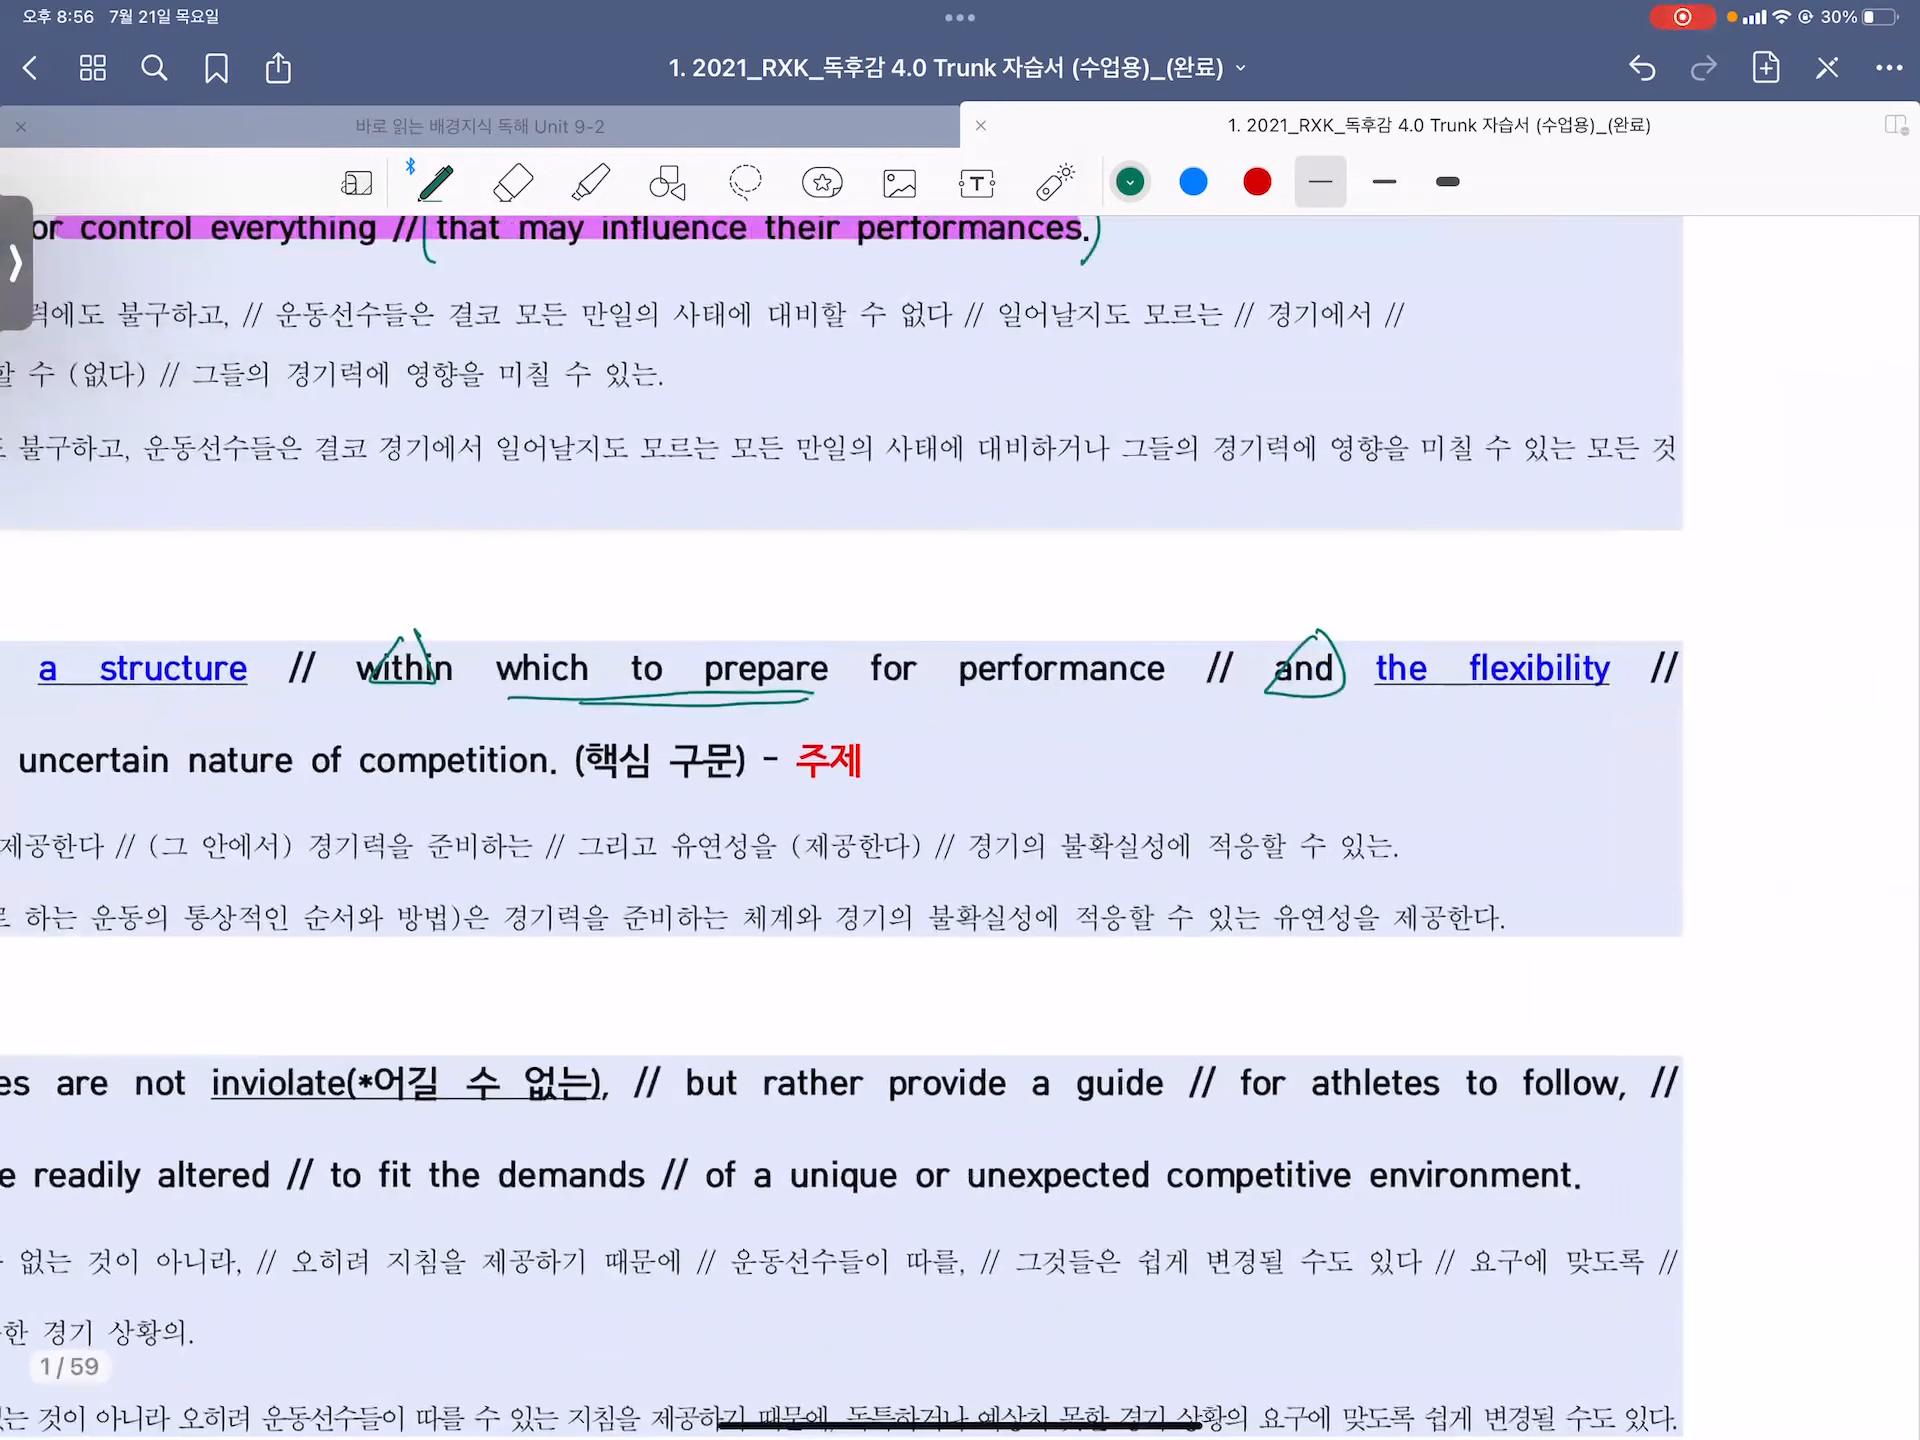 오후 8:56 7월 21일 목요일
30%
1. 2021_RXK_독후감 4.0 Trunk 자습서 (수업용)_(완료)
바로 읽는 배경지식 독해 Unit 9-2
1. 2021_RXK_독후감 4.0 Trunk 자습서 (수업용)_(완료)
or control everything // that may influence their performances.
력에도 불구하고, // 운동선수들은 결코 모든 만일의 사태에 대비할 수 없다 // 일어날지도 모르는 // 경기에서 //
할 수 (없다) // 그들의 경기력에 영향을 미칠 수 있는.
불구하고, 운동선수들은 결코 경기에서 일어날지도 모르는 모든 만일의 사태에 대비하거나 그들의 경기력에 영향을 미칠 수 있는 모든 것
a structure // within which to prepare for performance // and the flexibility //
uncertain nature of competition. (핵심 구문) - 주제
제공한다 // (그 안에서) 경기력을 준비하는 // 그리고 유연성을 (제공한다) // 경기의 불확실성에 적응할 수 있는.
로 하는 운동의 통상적인 순서와 방법)은 경기력을 준비하는 체계와 경기의 불확실성에 적응할 수 있는 유연성을 제공한다.
es are not inviolate(*어길 수 없는), // but rather provide a guide // for athletes to follow, //
e readily altered // to fit the demands // of a unique or unexpected competitive environment.
없는 것이 아니라, // 오히려 지침을 제공하기 때문에 // 운동선수들이 따를, // 그것들은 쉽게 변경될 수도 있다 // 요구에 맞도록 //
한 경기 상황의.
1 / 59
는 것이 아니라 오히려 운동선수들이 따를 수 있는 지침을 제공하기 때문에, 독특하거나 예상치 못한 경기 상황의 요구에 맞도록 쉽게 변경될 수도 있다.